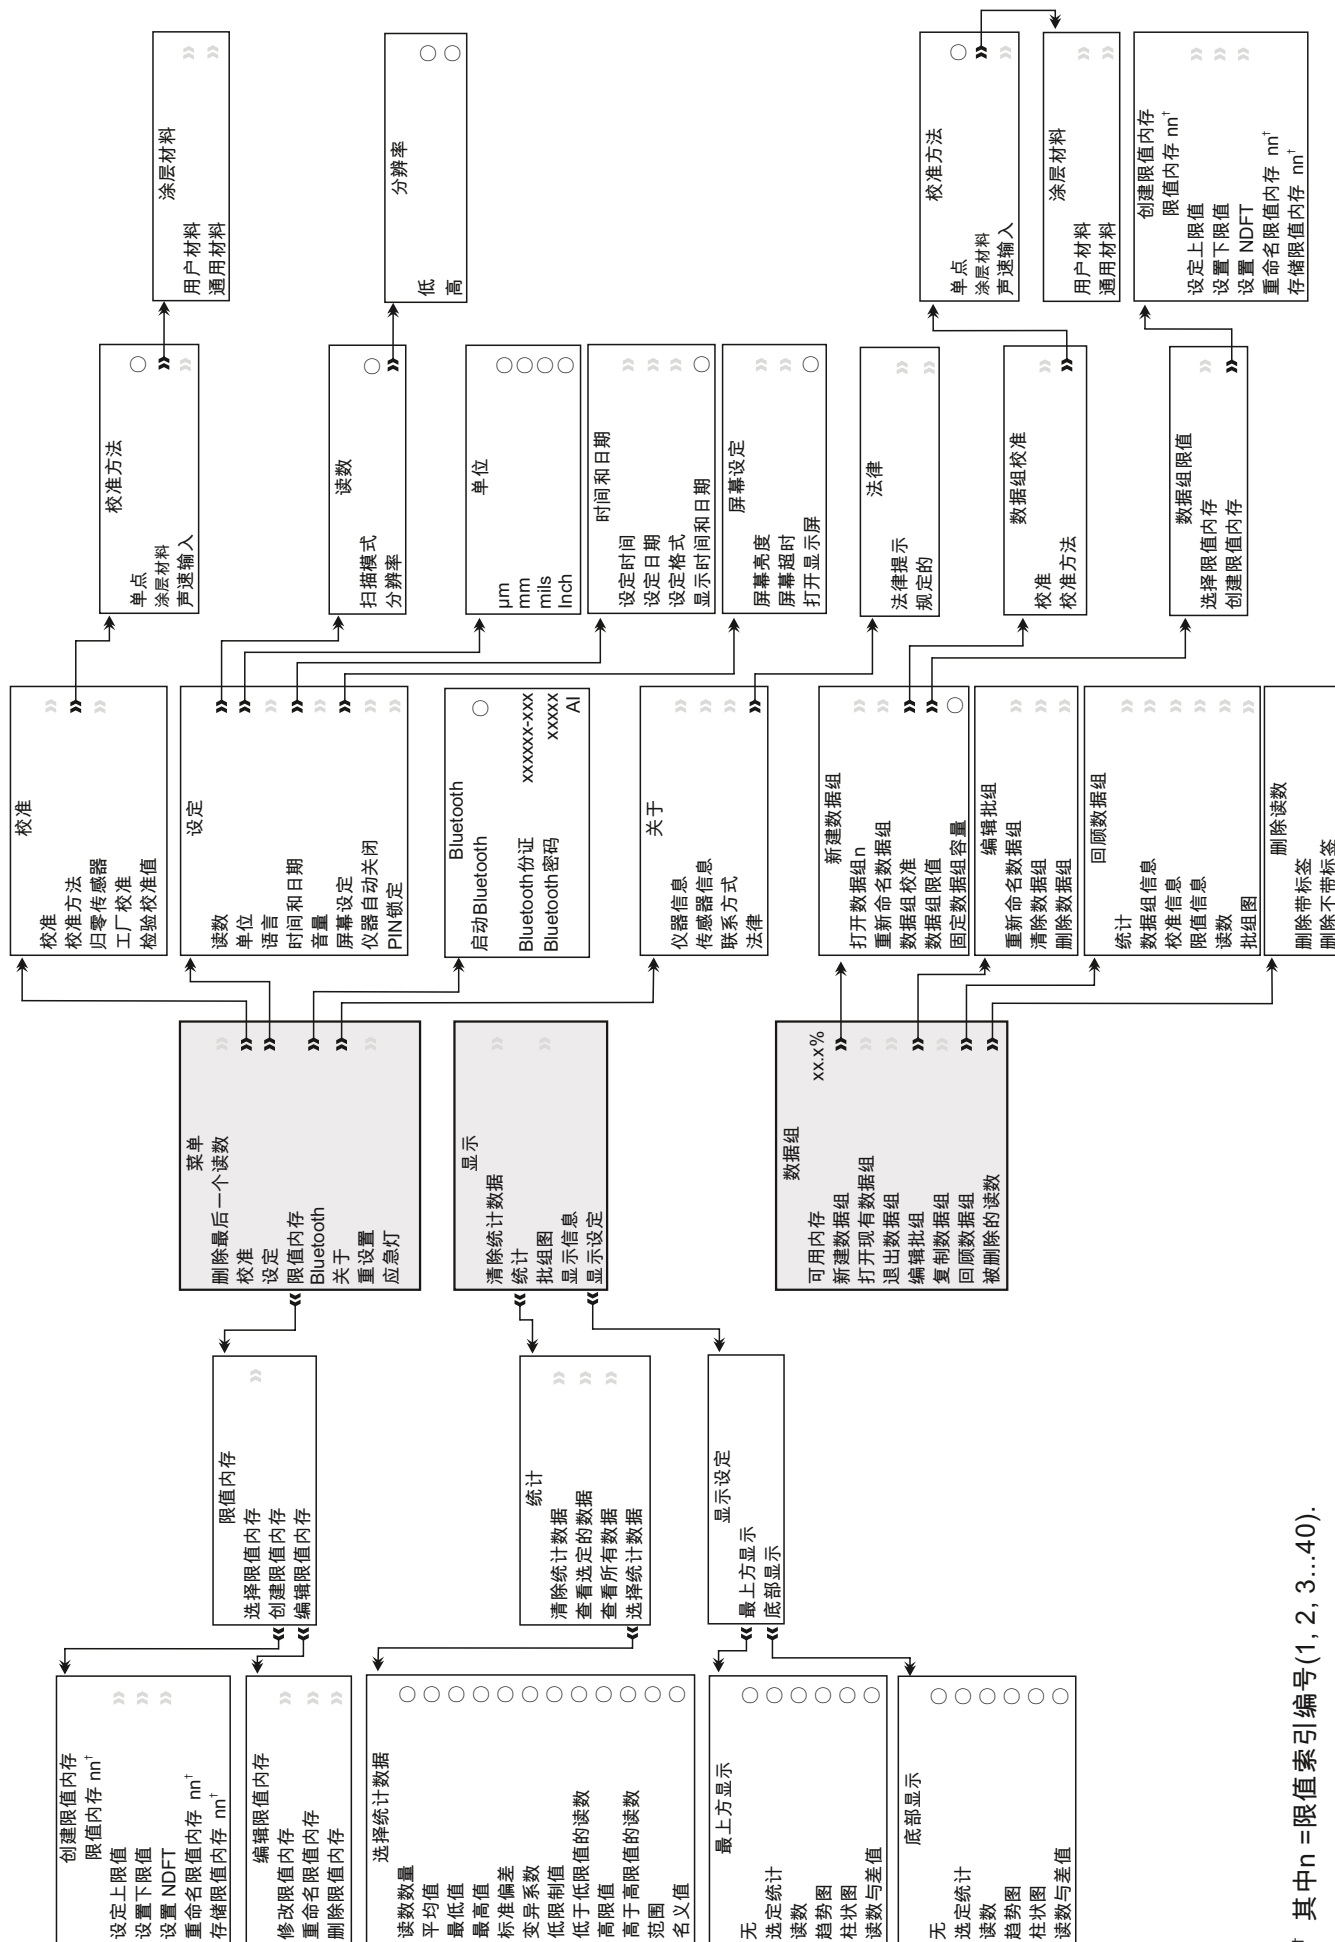 菜单
删除最后一个读数
校准
设定
限值内存
Bluetooth
关于
重设置
应急灯
显示
清除统计数据
统计
批组图
显示信息
显示设定
数据组
可用内存 xx.x%
新建数据组
打开现有数据组
退出数据组
编辑批组
复制数据组
回顾数据组
被删除的读数
校准
校准
校准方法
归零传感器
工厂校准
检验校准值
设定
读数
单位
语言
时间和日期
音量
屏幕设定
仪器自动关闭
PIN锁定
Bluetooth
启动Bluetooth
Bluetooth份证 xxxxxx-xxx
Bluetooth密码 xxxxx
AI
关于
仪器信息
传感器信息
联系方式
法律
新建数据组
打开数据组n
重新命名数据组
数据组校准
数据组限值
固定数据组容量
编辑批组
重新命名数据组
清除数据组
删除数据组
回顾数据组
统计
数据组信息
校准信息
限值信息
读数
批组图
删除读数
删除带标签
删除不带标签
校准方法
单点
涂层材料
声速输入
读数
扫描模式
分辨率
单位
µm
mm
mils
Inch
时间和日期
设定时间
设定日期
设定格式
显示时间和日期
屏幕设定
屏幕亮度
屏幕超时
打开显示屏
法律
法律提示
规定的
数据组校准
校准
校准方法
数据组限值
选择限值内存
创建限值内存
涂层材料
用户材料
通用材料
分辨率
低
高
校准方法
单点
涂层材料
声速输入
涂层材料
用户材料
通用材料
创建限值内存
限值内存 nn†
设定上限值
设置下限值
设置 NDFT
重命名限值内存 nn†
存储限值内存 nn†
限值内存
选择限值内存
创建限值内存
编辑限值内存
统计
清除统计数据
查看选定的数据
查看所有数据
选择统计数据
显示设定
最上方显示
底部显示
创建限值内存
限值内存 nn†
设定上限值
设置下限值
设置 NDFT
重命名限值内存 nn†
存储限值内存 nn†
编辑限值内存
修改限值内存
重命名限值内存
删除限值内存
选择统计数据
读数数量
平均值
最低值
最高值
标准偏差
变异系数
低限制值
低于低限值的读数
高限值
高于高限值的读数
范围
名义值
最上方显示
无
选定统计
读数
趋势图
柱状图
读数与差值
底部显示
无
选定统计
读数
趋势图
柱状图
读数与差值
† 其中n =限值索引编号(1, 2, 3...40).